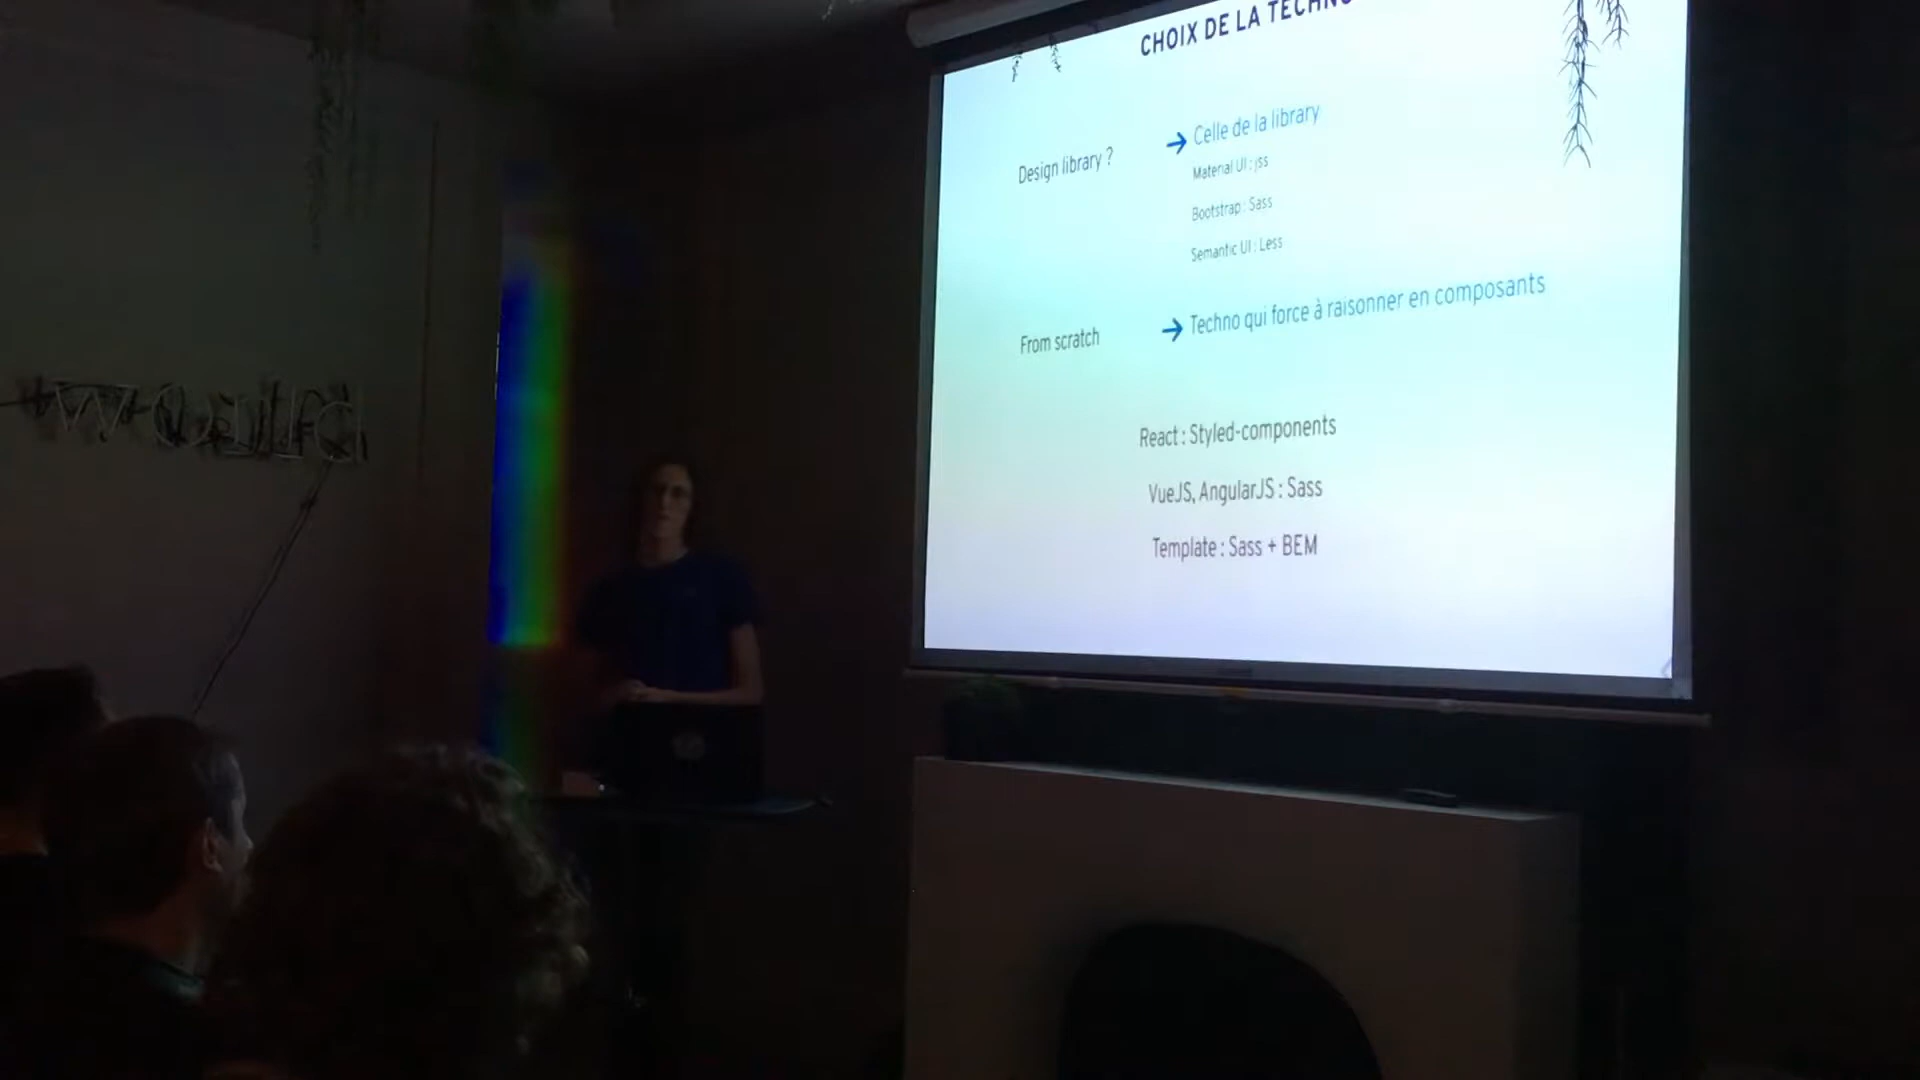 CHOIX DE LA TECHNO
Design library ?
→ Celle de la library
Material UI : jss
Bootstrap : Sass
Semantic UI : Less
From scratch
→ Techno qui force à raisonner en composants
React : Styled-components
VueJS, AngularJS : Sass
Template : Sass + BEM